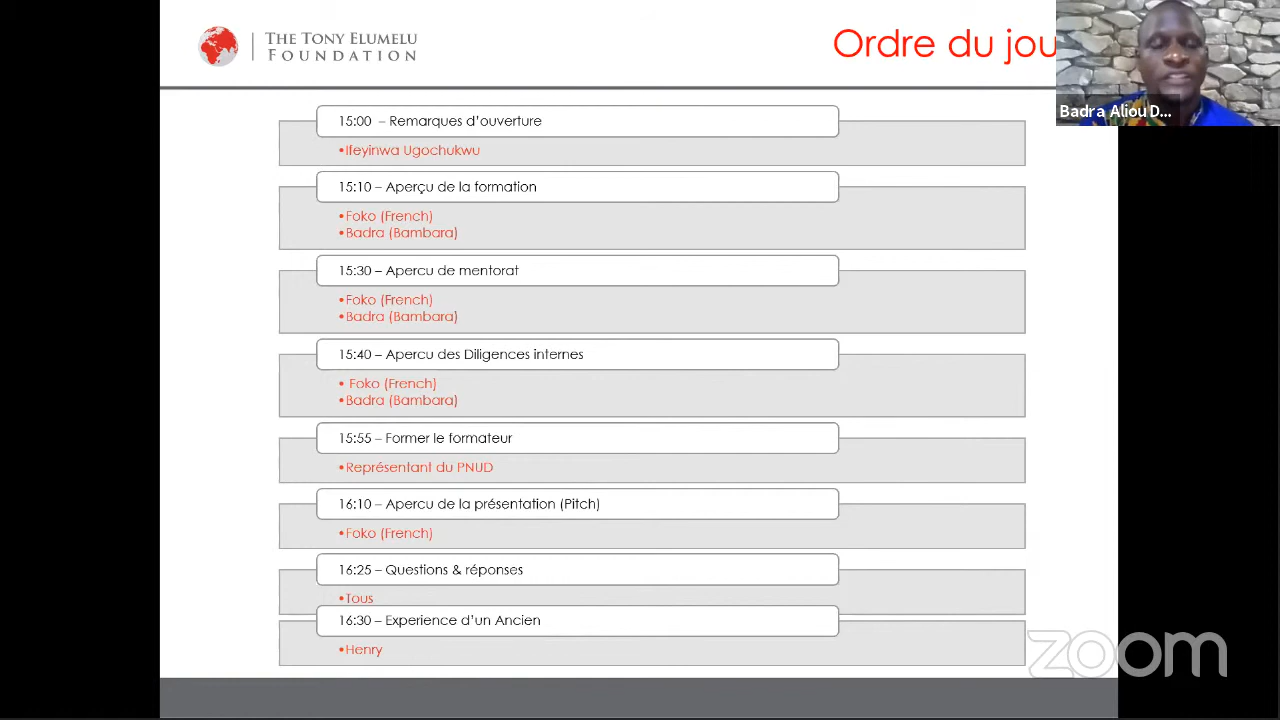 THE TONY ELUMELU
FOUNDATION
Ordre du jou
Badra Aliou D...
15:00 – Remarques d’ouverture
•Ifeyinwa Ugochukwu
15:10 – Aperçu de la formation
•Foko (French)
•Badra (Bambara)
15:30 – Apercu de mentorat
•Foko (French)
•Badra (Bambara)
15:40 – Apercu des Diligences internes
• Foko (French)
•Badra (Bambara)
15:55 – Former le formateur
•Représentant du PNUD
16:10 – Apercu de la présentation (Pitch)
•Foko (French)
16:25 – Questions & réponses
•Tous
16:30 – Experience d’un Ancien
•Henry
zoom